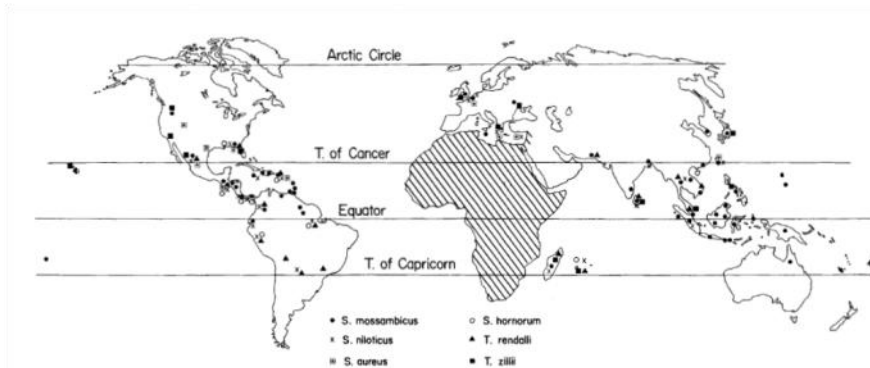 Arctic Circle
T. of Cancer
Equator
T. of Capricorn
S. mossambicus
S. niloticus
S. aureus
S. hornorum
T. rendalli
T. zillii